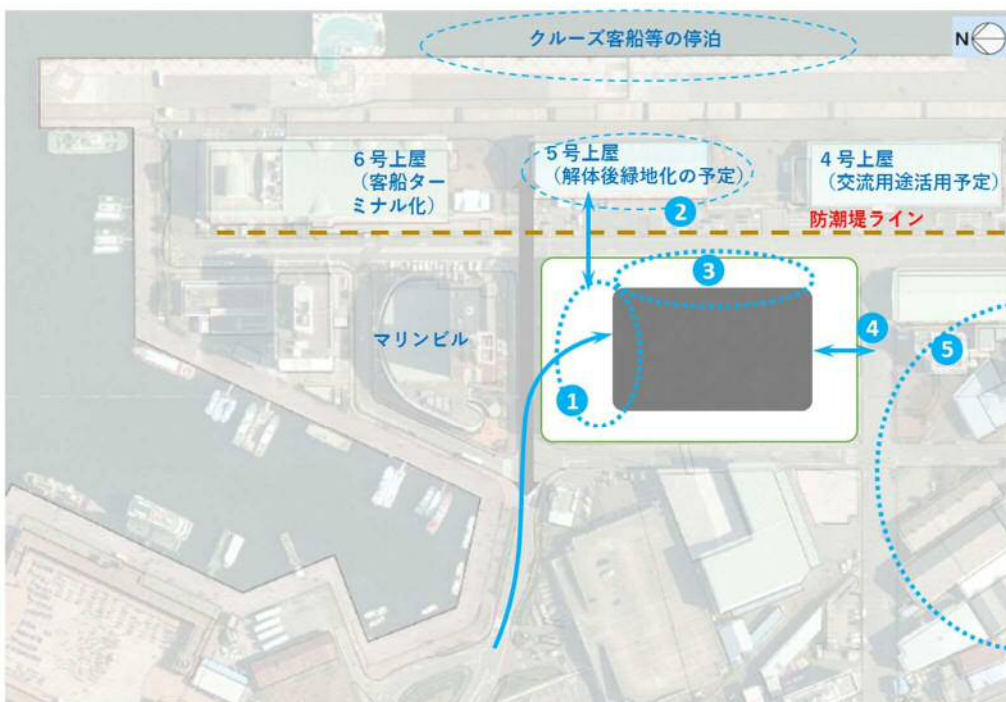 クルーズ客船等の停泊
N
6号上屋
（客船ター
ミナル化）
5号上屋
（解体後緑地化の予定）
4号上屋
（交流用途活用予定）
2
防潮堤ライン
3
マリンビル
4
5
1